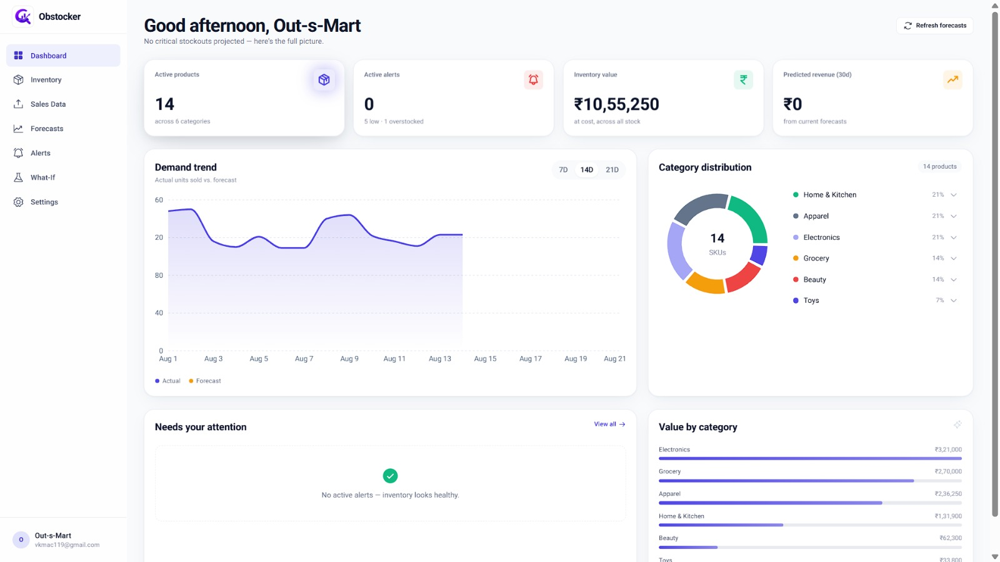 Obstocker
Dashboard
Inventory
Sales Data
Forecasts
Alerts
What-If
Settings
O
Out-s-Mart
vkmac119@gmail.com
Good afternoon, Out-s-Mart
No critical stockouts projected — here's the full picture.
Refresh forecasts
Active products
14
across 6 categories
Active alerts
0
5 low · 1 overstocked
Inventory value
₹10,55,250
at cost, across all stock
Predicted revenue (30d)
₹0
from current forecasts
Demand trend
Actual units sold vs. forecast
7D 14D 21D
60
20
80
40
0
Aug 1 Aug 3 Aug 5 Aug 7 Aug 9 Aug 11 Aug 13 Aug 15 Aug 17 Aug 19 Aug 21
Actual Forecast
Category distribution
14 products
14
SKUs
Home & Kitchen 21%
Apparel 21%
Electronics 21%
Grocery 14%
Beauty 14%
Toys 7%
Needs your attention
View all →
No active alerts — inventory looks healthy.
Value by category
Electronics ₹3,21,000
Grocery ₹2,70,000
Apparel ₹2,36,250
Home & Kitchen ₹1,31,900
Beauty ₹62,300
Toys ₹33,800